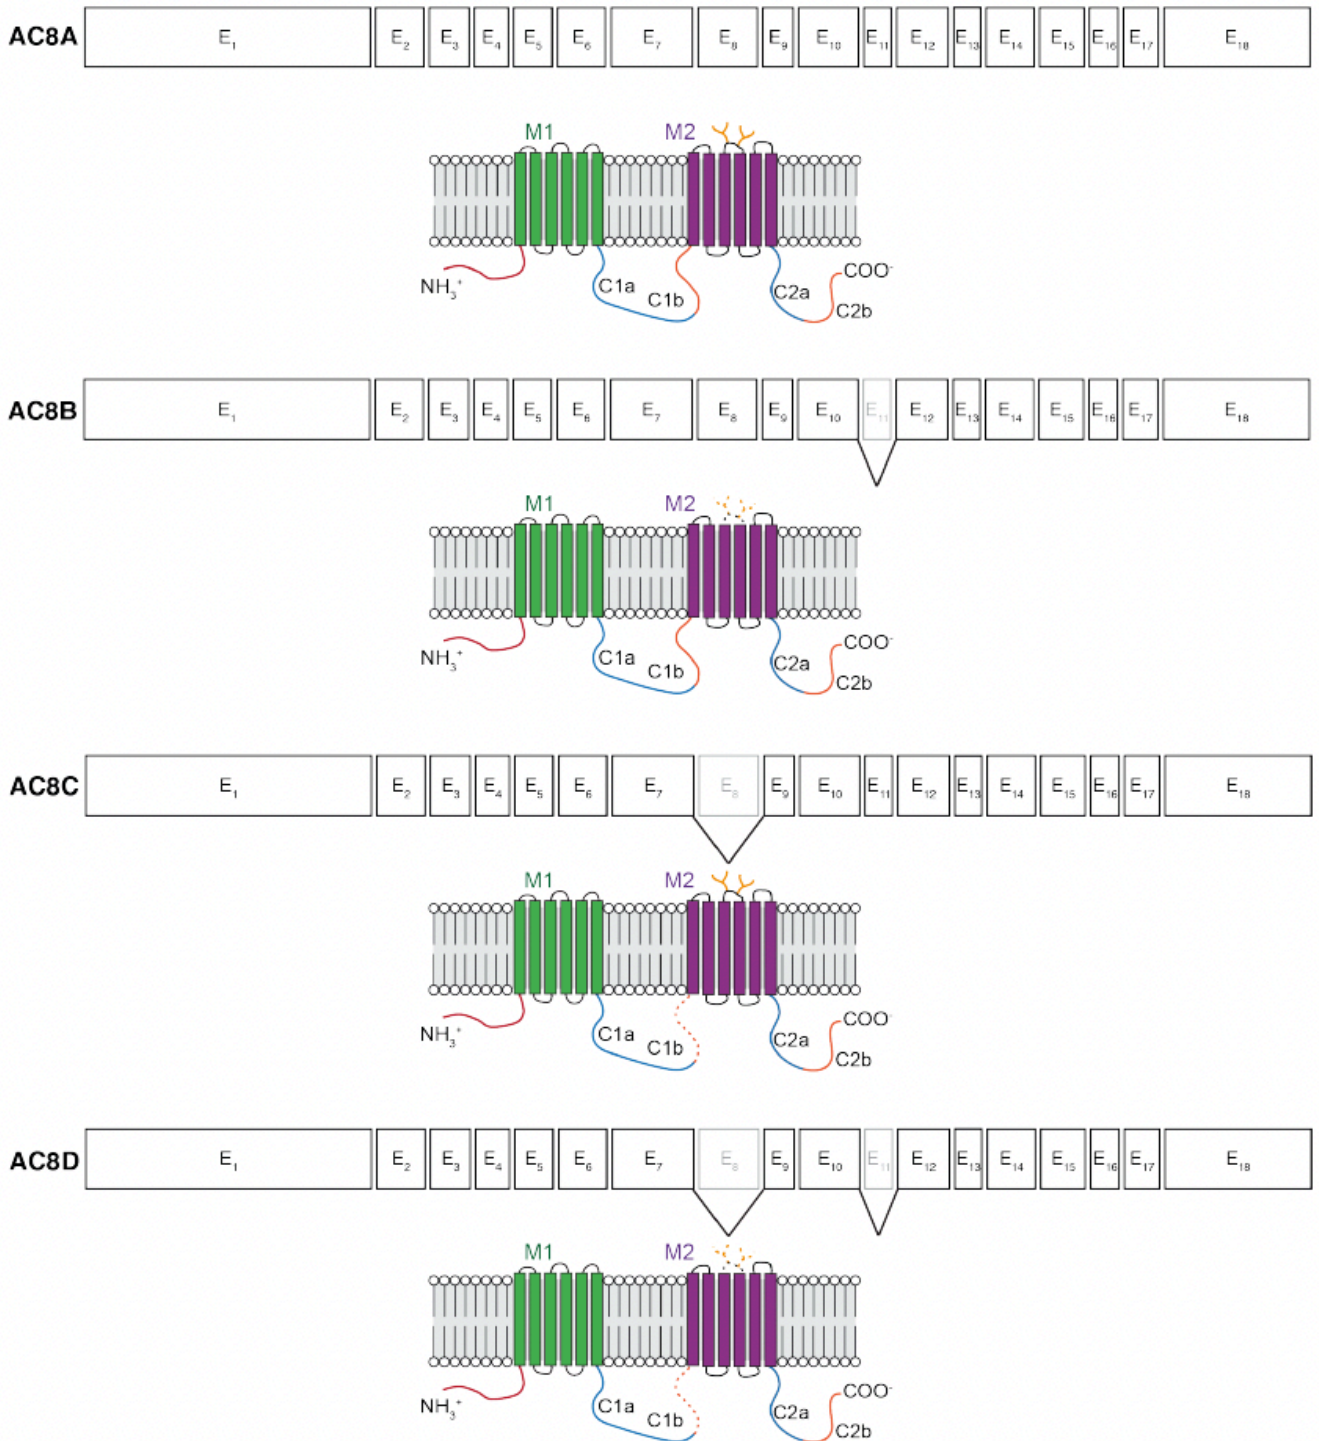 AC8A E₁ E₂ E₃ E₄ E₅ E₆ E₇ E₈ E₉ E₁₀ E₁₁ E₁₂ E₁₃ E₁₄ E₁₅ E₁₆ E₁₇ E₁₈
M1 M2
NH₃⁺ C1a C1b C2a COO⁻
C2b
AC8B E₁ E₂ E₃ E₄ E₅ E₆ E₇ E₈ E₉ E₁₀ E₁₁ E₁₂ E₁₃ E₁₄ E₁₅ E₁₆ E₁₇ E₁₈
M1 M2
NH₃⁺ C1a C1b C2a COO⁻
C2b
AC8C E₁ E₂ E₃ E₄ E₅ E₆ E₇ E₈ E₉ E₁₀ E₁₁ E₁₂ E₁₃ E₁₄ E₁₅ E₁₆ E₁₇ E₁₈
M1 M2
NH₃⁺ C1a C1b C2a COO⁻
C2b
AC8D E₁ E₂ E₃ E₄ E₅ E₆ E₇ E₈ E₉ E₁₀ E₁₁ E₁₂ E₁₃ E₁₄ E₁₅ E₁₆ E₁₇ E₁₈
M1 M2
NH₃⁺ C1a C1b C2a COO⁻
C2b